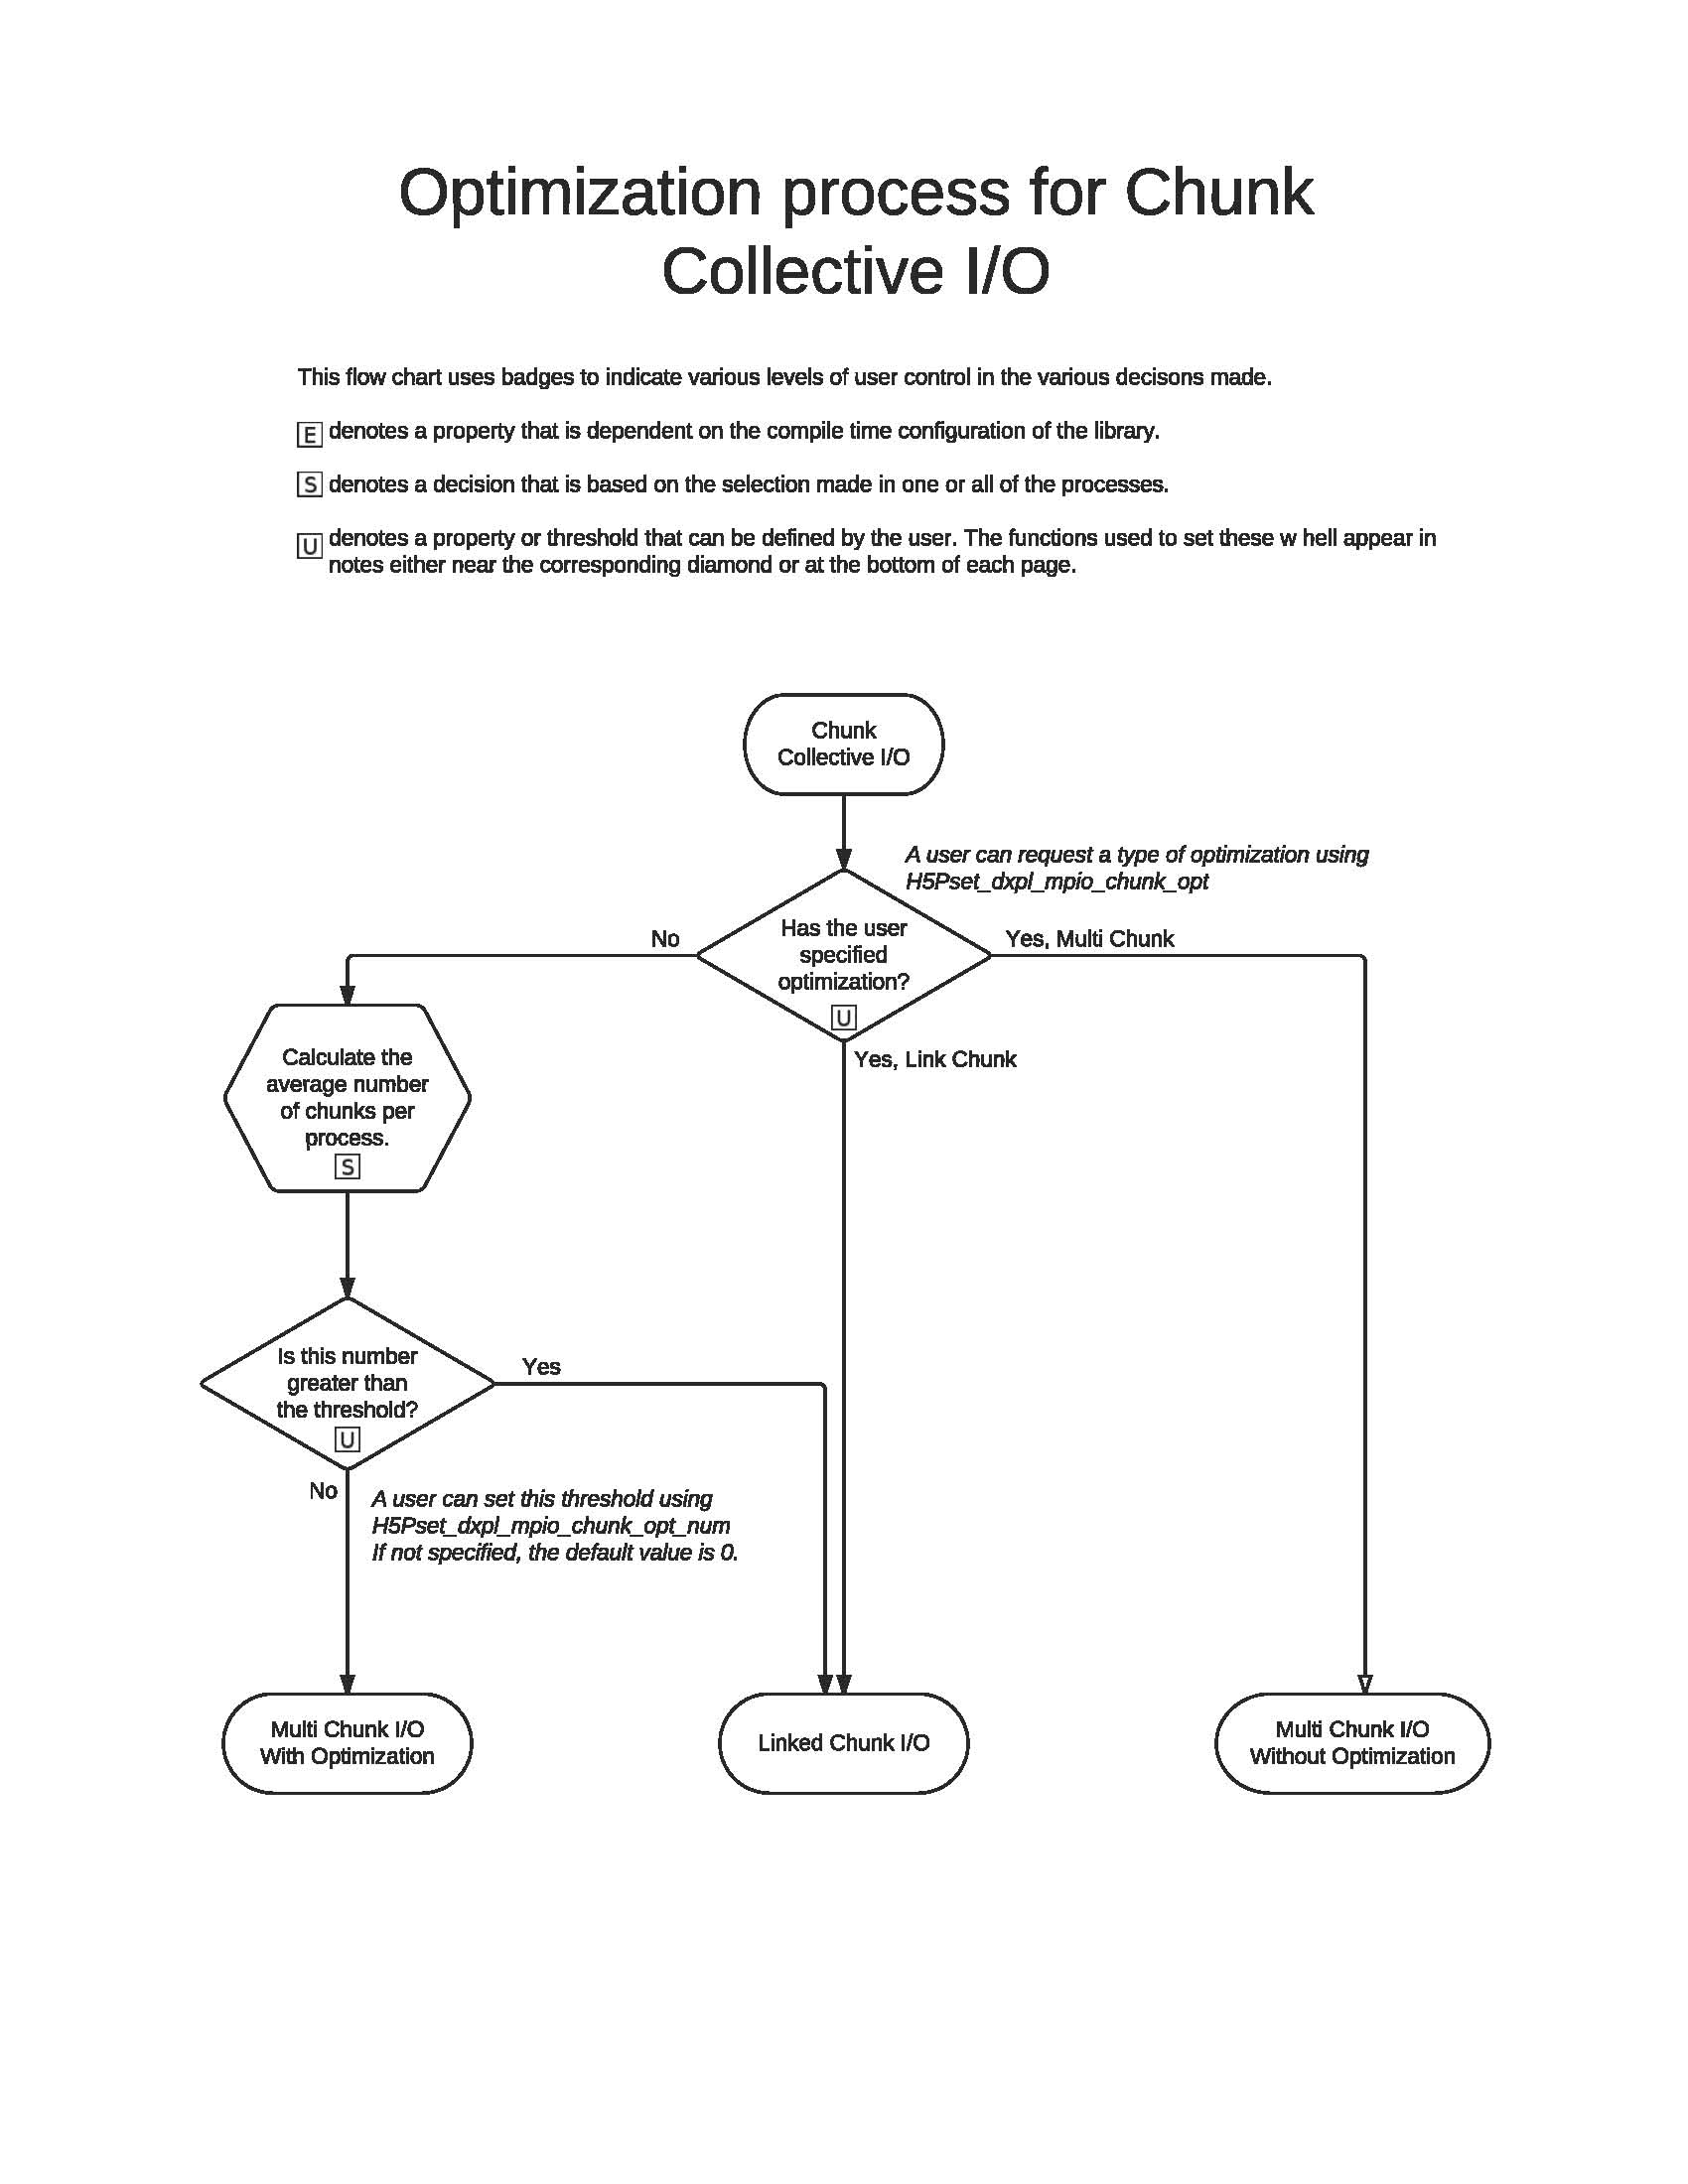 Optimization process for Chunk
Collective I/O
This flow chart uses badges to indicate various levels of user control in the various decisons made.
E denotes a property that is dependent on the compile time configuration of the library.
S denotes a decision that is based on the selection made in one or all of the processes.
U denotes a property or threshold that can be defined by the user. The functions used to set these w hell appear in
notes either near the corresponding diamond or at the bottom of each page.
Chunk
Collective I/O
A user can request a type of optimization using
H5Pset_dxpl_mpio_chunk_opt
Has the user
specified
optimization?
U
No
Yes, Multi Chunk
Yes, Link Chunk
Calculate the
average number
of chunks per
process.
S
Is this number
greater than
the threshold?
U
Yes
No
A user can set this threshold using
H5Pset_dxpl_mpio_chunk_opt_num
If not specified, the default value is 0.
Multi Chunk I/O
With Optimization
Linked Chunk I/O
Multi Chunk I/O
Without Optimization